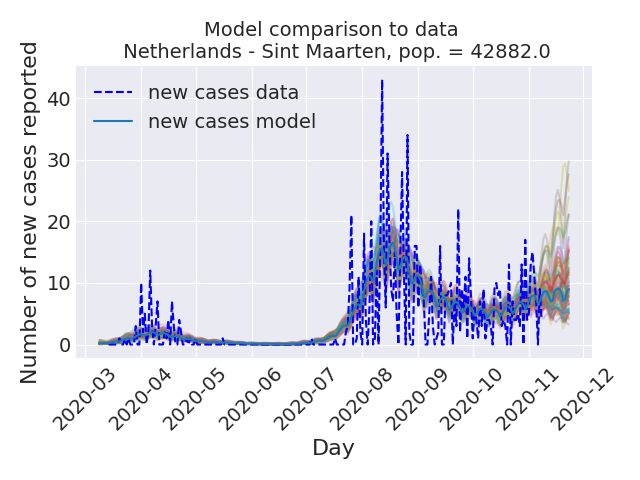 Model comparison to data
Netherlands - Sint Maarten, pop. = 42882.0
Number of new cases reported
40
30
20
10
0
new cases data
new cases model
2020-03
2020-04
2020-05
2020-06
2020-07
2020-08
2020-09
2020-10
2020-11
2020-12
Day